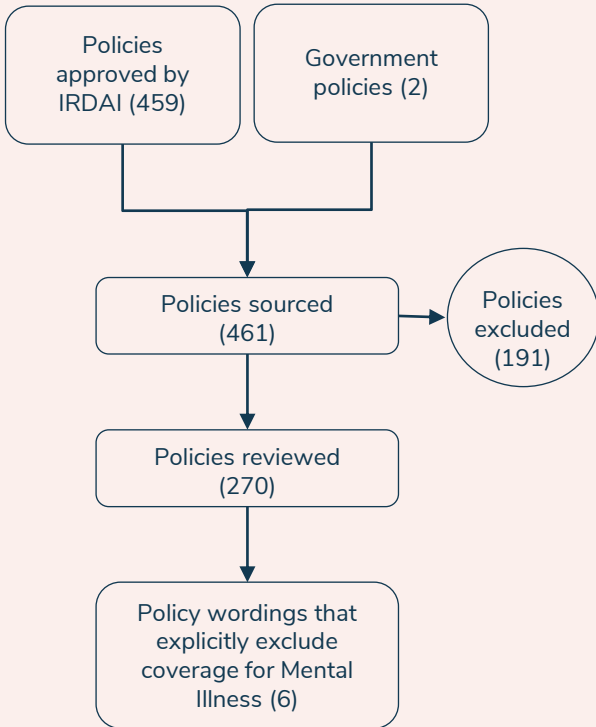 Policies
approved by
IRDAI (459)
Government
policies (2)
Policies sourced
(461)
Policies
excluded
(191)
Policies reviewed
(270)
Policy wordings that
explicitly exclude
coverage for Mental
Illness (6)